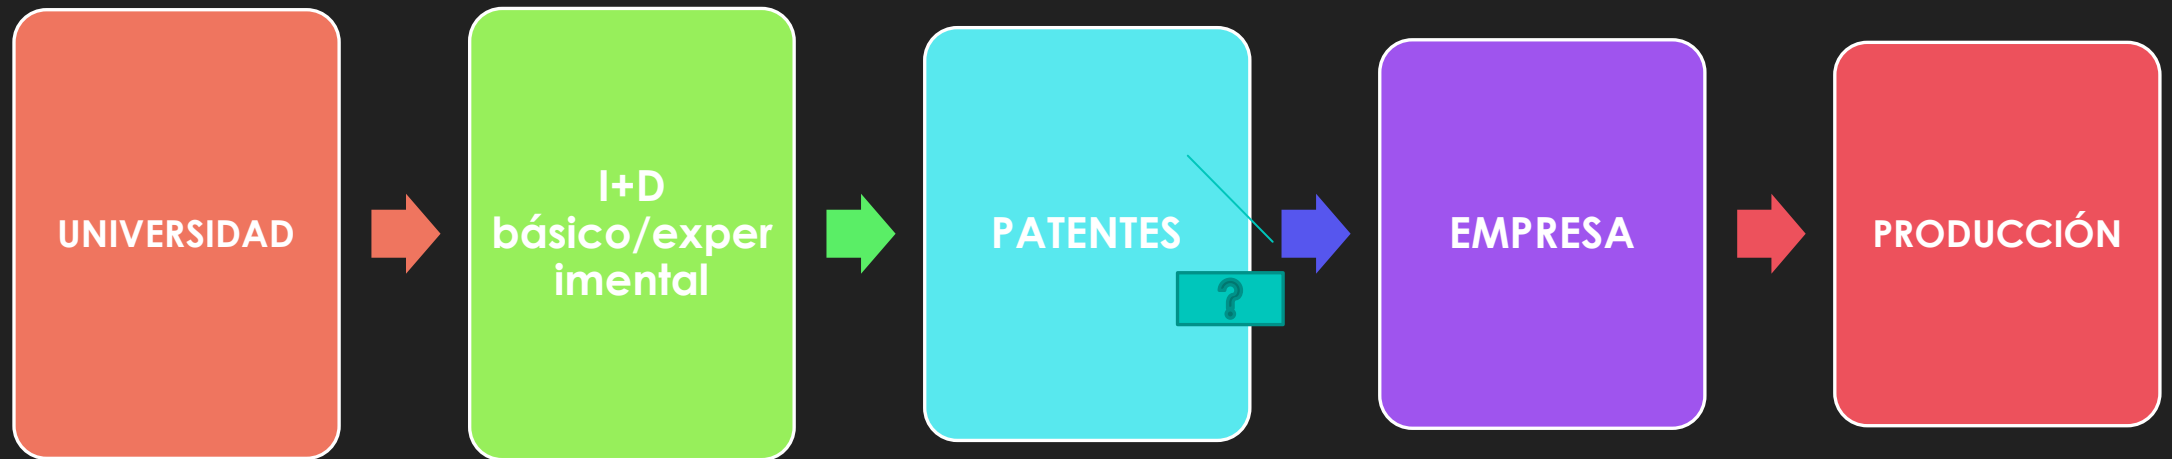 UNIVERSIDAD
I+D
básico/exper
imental
PATENTES
?
EMPRESA
PRODUCCIÓN